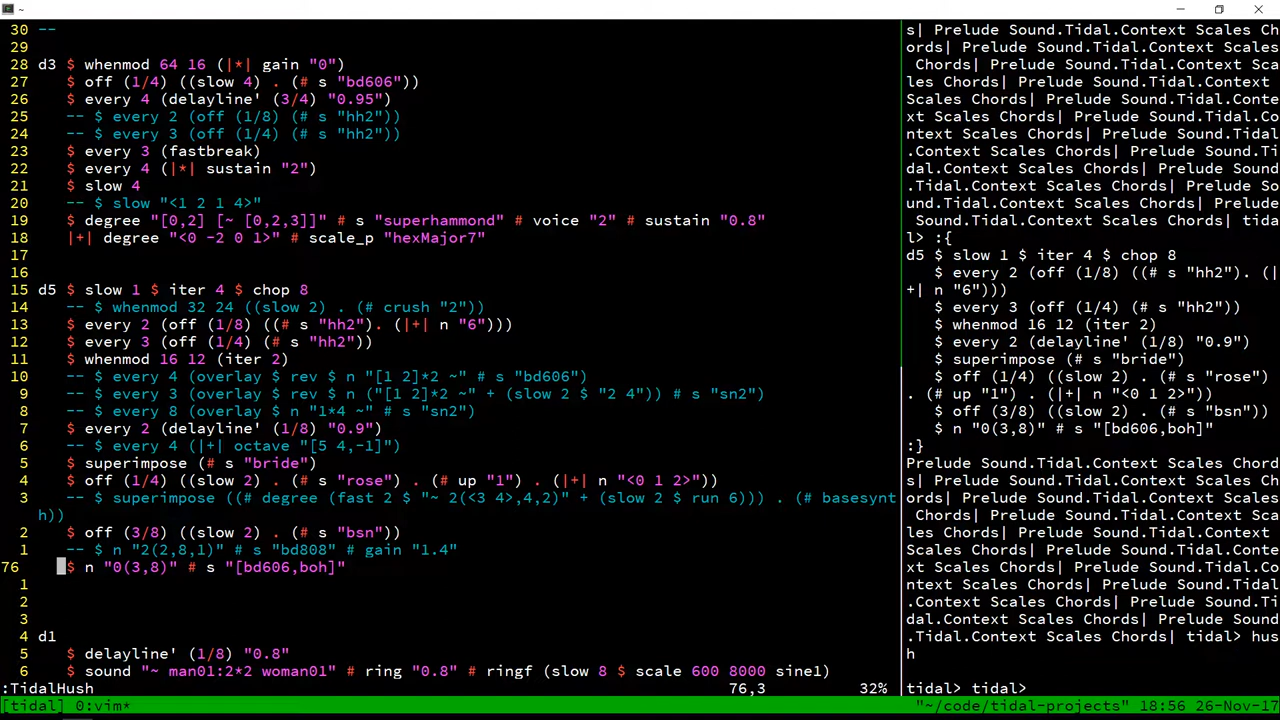 ~
30 --
29
28 d3 $ whenmod 64 16 (|*| gain "0")
27 $ off (1/4) ((slow 4) . (# s "bd606"))
26 $ every 4 (delayline' (3/4) "0.95")
25 -- $ every 2 (off (1/8) (# s "hh2"))
24 -- $ every 3 (off (1/4) (# s "hh2"))
23 $ every 3 (fastbreak)
22 $ every 4 (|*| sustain "2")
21 $ slow 4
20 -- $ slow "<1 2 1 4>"
19 $ degree "[0,2] [~ [0,2,3]]" # s "superhammond" # voice "2" # sustain "0.8"
18 |+| degree "<0 -2 0 1>" # scale_p "hexMajor7"
17
16
15 d5 $ slow 1 $ iter 4 $ chop 8
14 -- $ whenmod 32 24 ((slow 2) . (# crush "2"))
13 $ every 2 (off (1/8) ((# s "hh2"). (|+| n "6")))
12 $ every 3 (off (1/4) (# s "hh2"))
11 $ whenmod 16 12 (iter 2)
10 -- $ every 4 (overlay $ rev $ n "[1 2]*2 ~" # s "bd606")
9 -- $ every 3 (overlay $ rev $ n ("[1 2]*2 ~" + (slow 2 $ "2 4")) # s "sn2")
8 -- $ every 8 (overlay $ n "1*4 ~" # s "sn2")
7 $ every 2 (delayline' (1/8) "0.9")
6 -- $ every 4 (|+| octave "[5 4,-1]")
5 $ superimpose (# s "bride")
4 $ off (1/4) ((slow 2) . (# s "rose") . (# up "1") . (|+| n "<0 1 2>"))
3 -- $ superimpose ((# degree (fast 2 $ "~ 2(<3 4>,4,2)" + (slow 2 $ run 6))) . (# basesynt
h))
2 $ off (3/8) ((slow 2) . (# s "bsn"))
1 -- $ n "2(2,8,1)" # s "bd808" # gain "1.4"
76 $ n "0(3,8)" # s "[bd606,boh]"
1
2
3
4 d1
5 $ delayline' (1/8) "0.8"
6 $ sound "~ man01:2*2 woman01" # ring "0.8" # ringf (slow 8 $ scale 600 8000 sine1)
:TidalHush 76,3 32%
s| Prelude Sound.Tidal.Context Scales Ch
ords| Prelude Sound.Tidal.Context Scales
Chords| Prelude Sound.Tidal.Context Sca
les Chords| Prelude Sound.Tidal.Context
Scales Chords| Prelude Sound.Tidal.Conte
xt Scales Chords| Prelude Sound.Tidal.Co
ntext Scales Chords| Prelude Sound.Tidal
.Context Scales Chords| Prelude Sound.Ti
dal.Context Scales Chords| Prelude Sound
.Tidal.Context Scales Chords| Prelude So
und.Tidal.Context Scales Chords| Prelude
Sound.Tidal.Context Scales Chords| tida
l> :{
d5 $ slow 1 $ iter 4 $ chop 8
$ every 2 (off (1/8) ((# s "hh2"). (|
+| n "6")))
$ every 3 (off (1/4) (# s "hh2"))
$ whenmod 16 12 (iter 2)
$ every 2 (delayline' (1/8) "0.9")
$ superimpose (# s "bride")
$ off (1/4) ((slow 2) . (# s "rose")
. (# up "1") . (|+| n "<0 1 2>"))
$ off (3/8) ((slow 2) . (# s "bsn"))
$ n "0(3,8)" # s "[bd606,boh]"
:}
Prelude Sound.Tidal.Context Scales Chord
s| Prelude Sound.Tidal.Context Scales Ch
ords| Prelude Sound.Tidal.Context Scales
Chords| Prelude Sound.Tidal.Context Sca
les Chords| Prelude Sound.Tidal.Context
Scales Chords| Prelude Sound.Tidal.Conte
xt Scales Chords| Prelude Sound.Tidal.Co
ntext Scales Chords| Prelude Sound.Tidal
.Context Scales Chords| Prelude Sound.Ti
dal.Context Scales Chords| Prelude Sound
.Tidal.Context Scales Chords| tidal> hus
h
tidal> tidal>
[tidal] 0:vim* "~/code/tidal-projects" 18:56 26-Nov-17